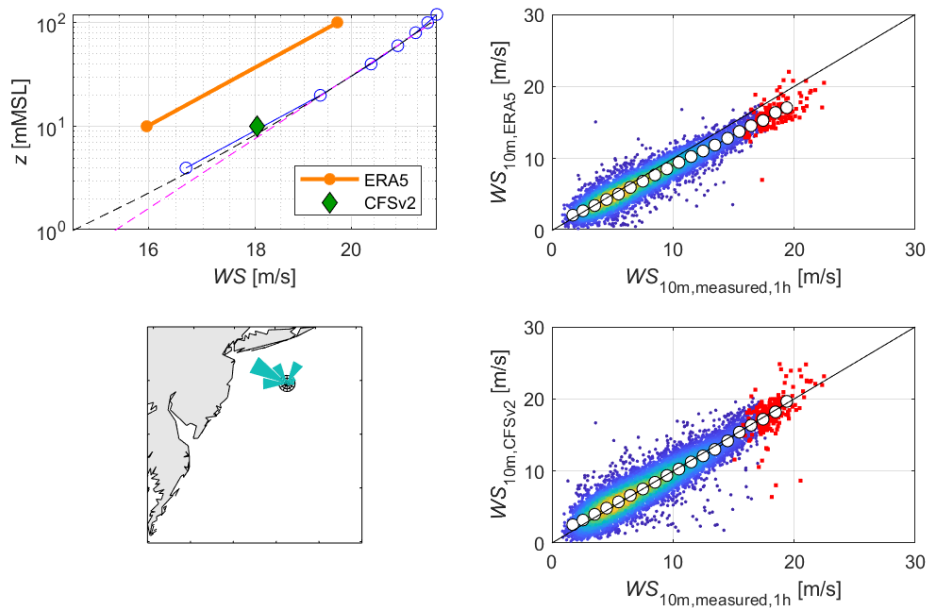 10²
10¹
10⁰
z [mMSL]
16
18
20
WS [m/s]
ERA5
CFSv2
30
20
10
0
WS10m,ERA5 [m/s]
0
10
20
30
WS10m,measured,1h [m/s]
30
20
10
0
WS10m,CFSv2 [m/s]
0
10
20
30
WS10m,measured,1h [m/s]